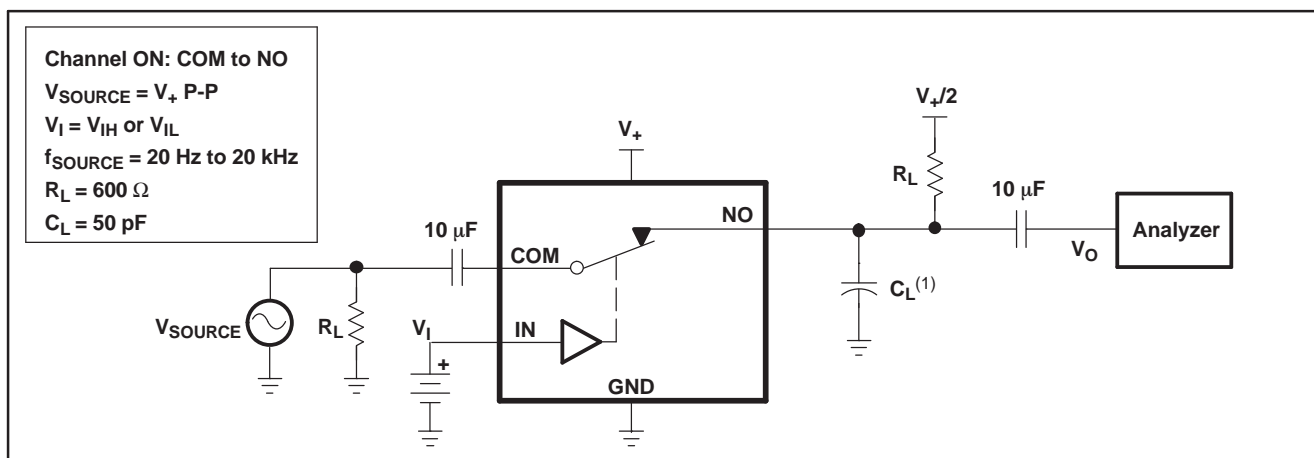 Channel ON: COM to NO
VSOURCE = V+ P-P
VI = VIH or VIL
fSOURCE = 20 Hz to 20 kHz
RL = 600 Ω
CL = 50 pF
V+/2
V+
RL
10 μF
NO
Analyzer
10 μF
COM
VO
CL(1)
VSOURCE
RL
VI
IN
+
GND